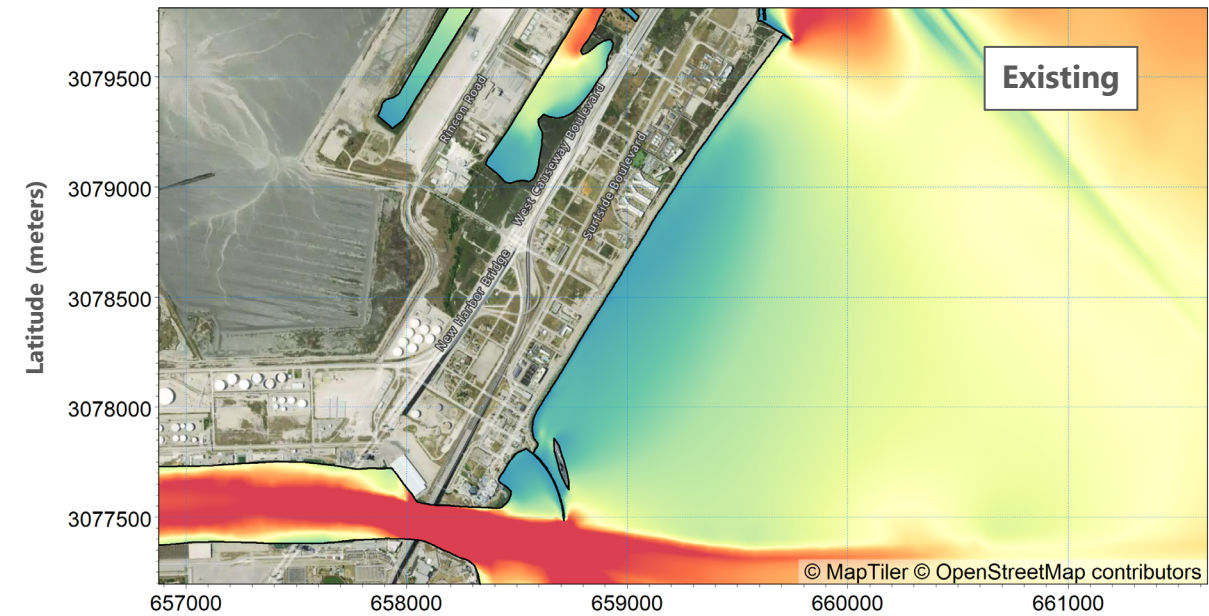 Existing
3079500
3079000
3078500
3078000
3077500
Latitude (meters)
Rincon Road
West Causeway Boulevard
Surfside Boulevard
New Harbor Bridge
© MapTiler © OpenStreetMap contributors
657000 658000 659000 660000 661000